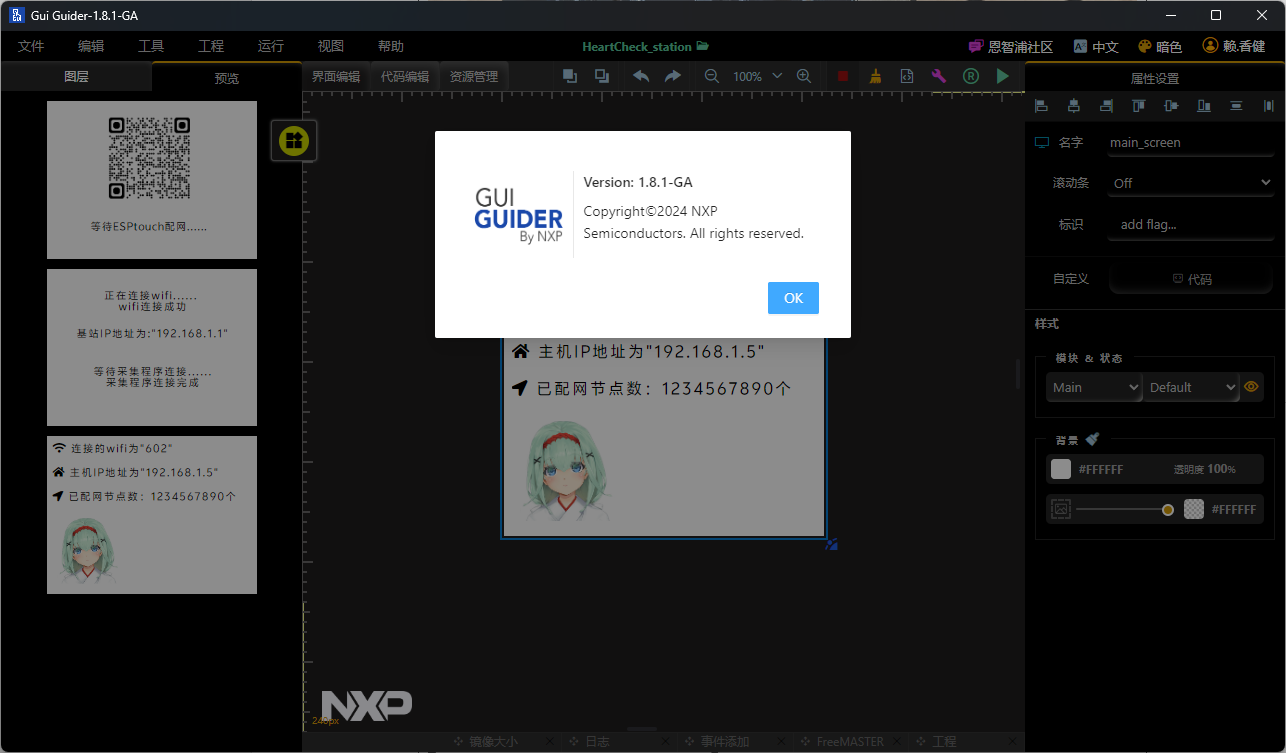 Gui Guider-1.8.1-GA
文件 编辑 工具 工程 运行 视图 帮助 HeartCheck_station 恩智浦社区 中文 暗色 赖.香健
图层 预览 界面编辑 代码编辑 资源管理 100% 属性设置
等待ESPtouch配网......
正在连接wifi......
wifi连接成功
基站IP地址为:"192.168.1.1"
等待采集程序连接......
采集程序连接完成
连接的wifi为"602"
主机IP地址为"192.168.1.5"
已配网节点数：1234567890个
GUI
GUIDER
By NXP
Version: 1.8.1-GA
Copyright©2024 NXP
Semiconductors. All rights reserved.
OK
主机IP地址为"192.168.1.5"
已配网节点数：1234567890个
NXP
240px
镜像大小 日志 事件添加 FreeMASTER 工程
名字 main_screen
滚动条 Off
标识 add flag...
自定义 代码
样式
模块 & 状态
Main Default
背景
#FFFFFF 透明度 100%
#FFFFFF